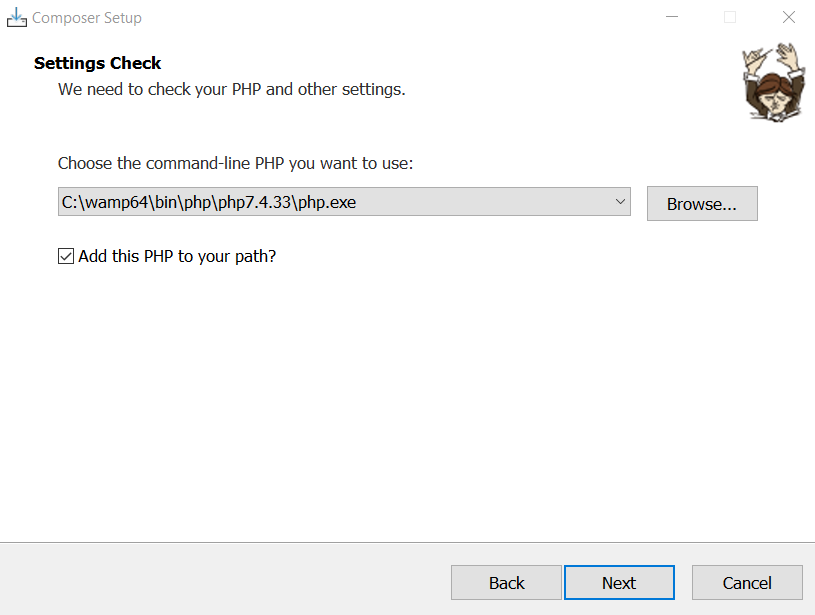 Composer Setup
Settings Check
We need to check your PHP and other settings.
Choose the command-line PHP you want to use:
C:\wamp64\bin\php\php7.4.33\php.exe
Browse...
Add this PHP to your path?
Back
Next
Cancel